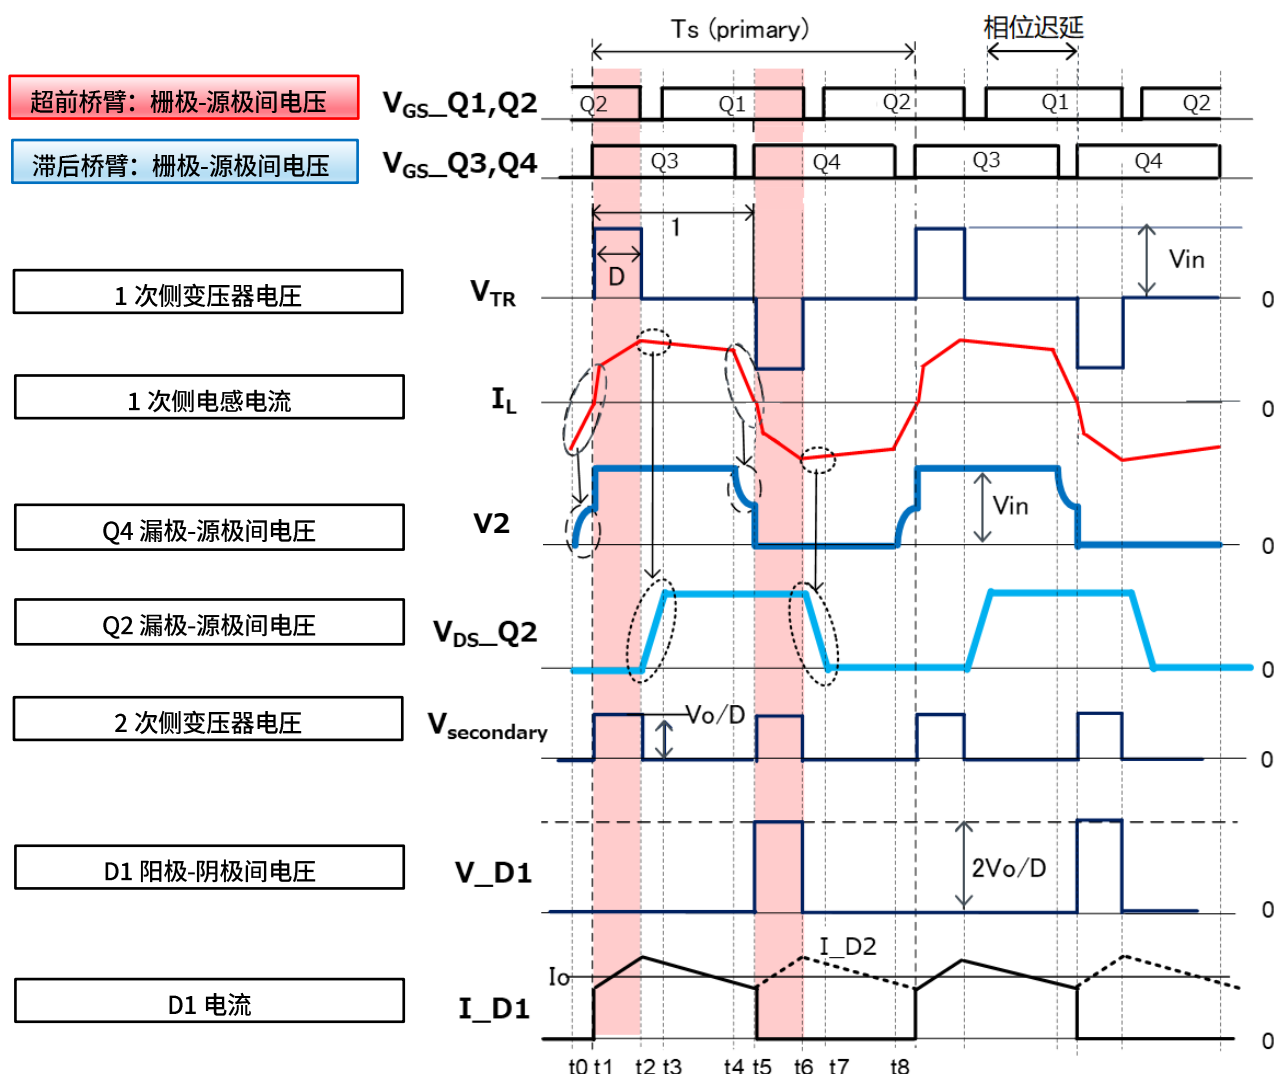 Ts (primary)
相位迟延
超前桥臂：栅极-源极间电压
VGS_Q1,Q2
Q2
Q1
Q2
Q1
Q2
0
滞后桥臂：栅极-源极间电压
VGS_Q3,Q4
Q3
Q4
Q3
Q4
0
1
D
Vin
1 次侧变压器电压
VTR
0
1 次侧电感电流
IL
0
Q4 漏极-源极间电压
V2
Vin
0
Q2 漏极-源极间电压
VDS_Q2
0
2 次侧变压器电压
Vsecondary
Vo/D
0
D1 阳极-阴极间电压
V_D1
2Vo/D
0
I_D2
Io
D1 电流
I_D1
0
t0 t1 t2 t3 t4 t5 t6 t7 t8